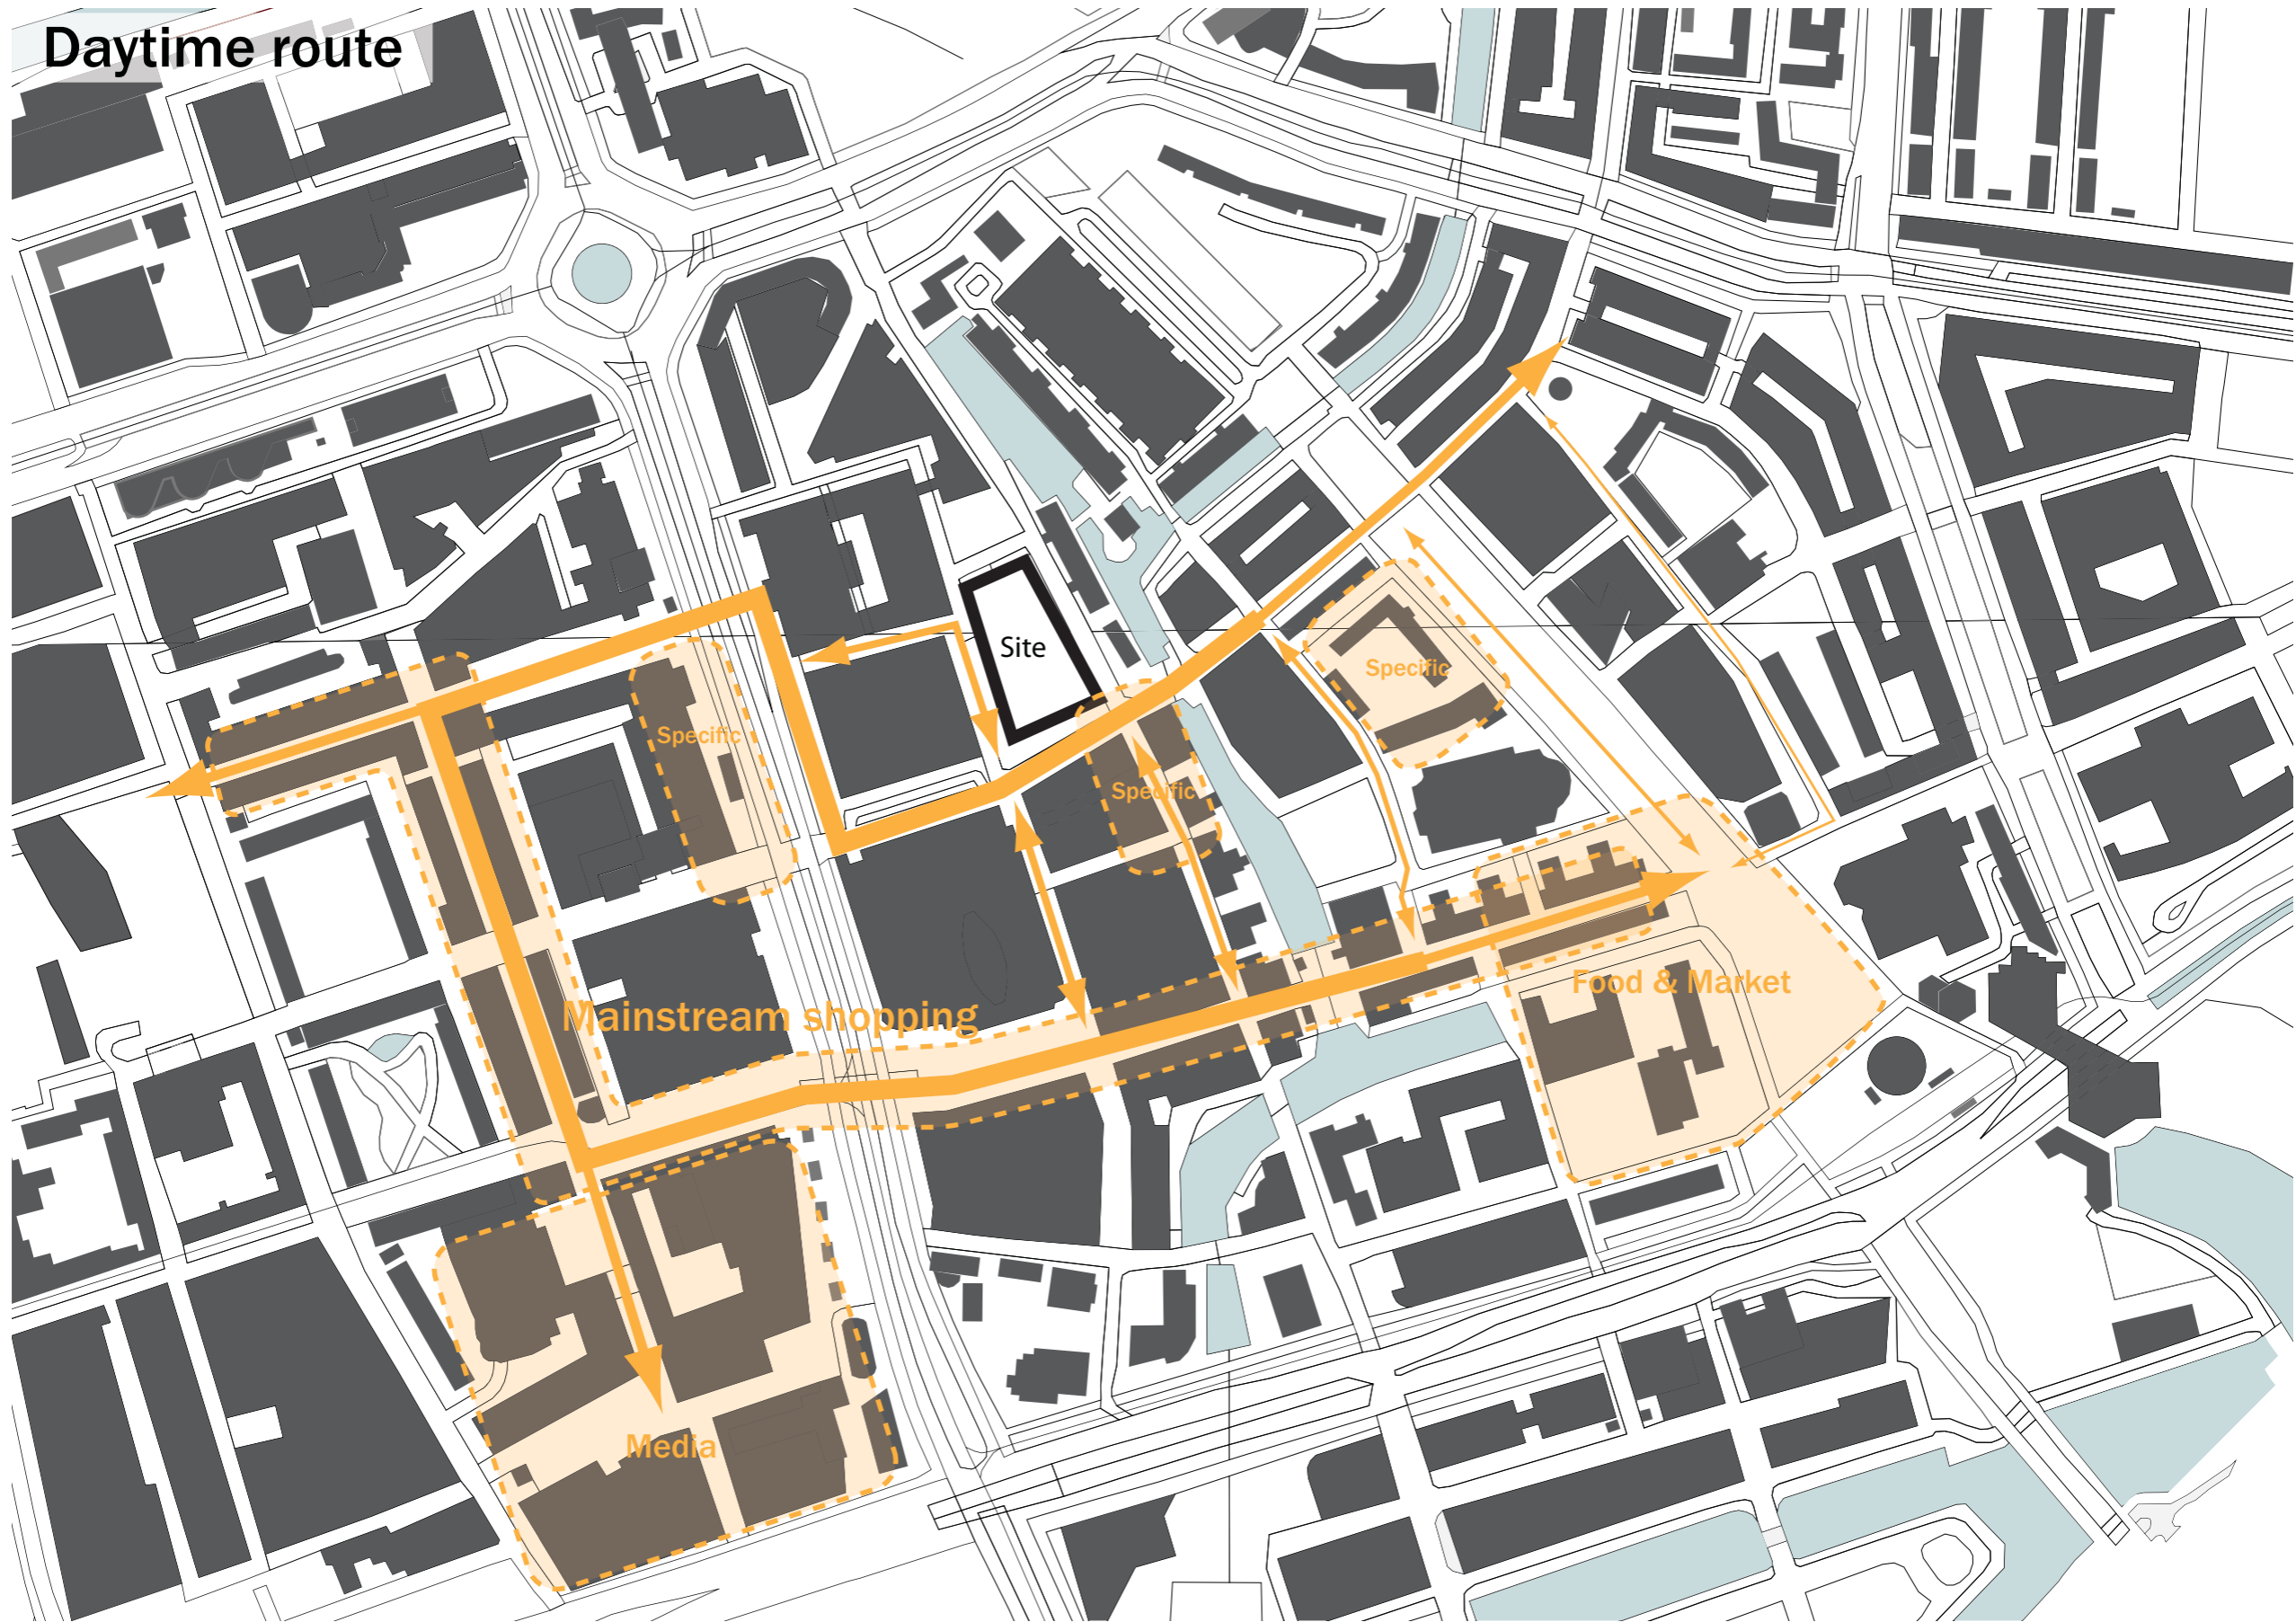 Daytime route
Site
Specific
Specific
Specific
Food & Market
Mainstream shopping
Media